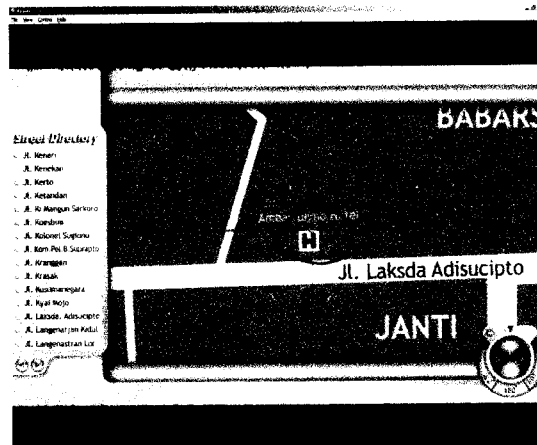 View
Help
BABARS
Street Directory
Jl. Kenari
Jl. Kenekan
Jl. Kerto
Jl. Ketandan
Jl. Ki Mangun Sarkoro
Jl. Kolonel Sugiono
Jl. Kom Pol B Suprapto
Jl. Kranggan
Jl. Krasak
Jl. Kusumanegara
Jl. Kyai Mojo
Jl. Laksda. Adisucipto
Jl. Langenarjan Kidul
Jl. Langenastran Lor
H
Jl. Laksda Adisucipto
JANTI